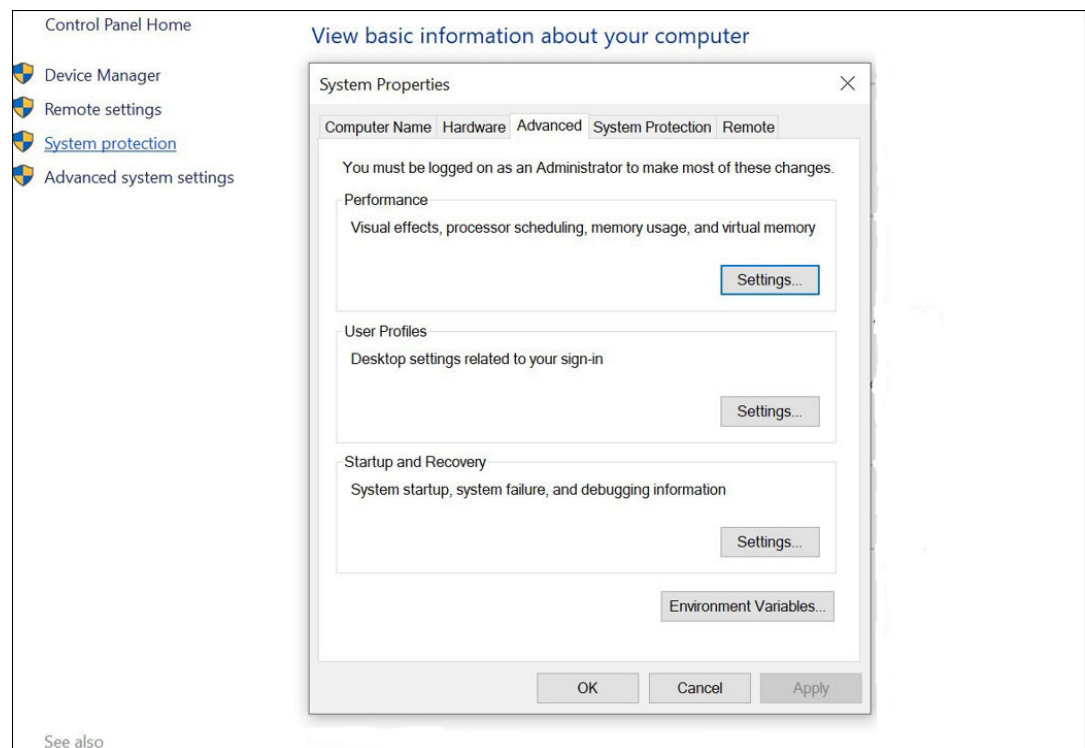 Control Panel Home
Device Manager
Remote settings
System protection
Advanced system settings
See also
View basic information about your computer
System Properties
Computer Name Hardware Advanced System Protection Remote
You must be logged on as an Administrator to make most of these changes.
Performance
Visual effects, processor scheduling, memory usage, and virtual memory
Settings...
User Profiles
Desktop settings related to your sign-in
Settings...
Startup and Recovery
System startup, system failure, and debugging information
Settings...
Environment Variables...
OK Cancel Apply